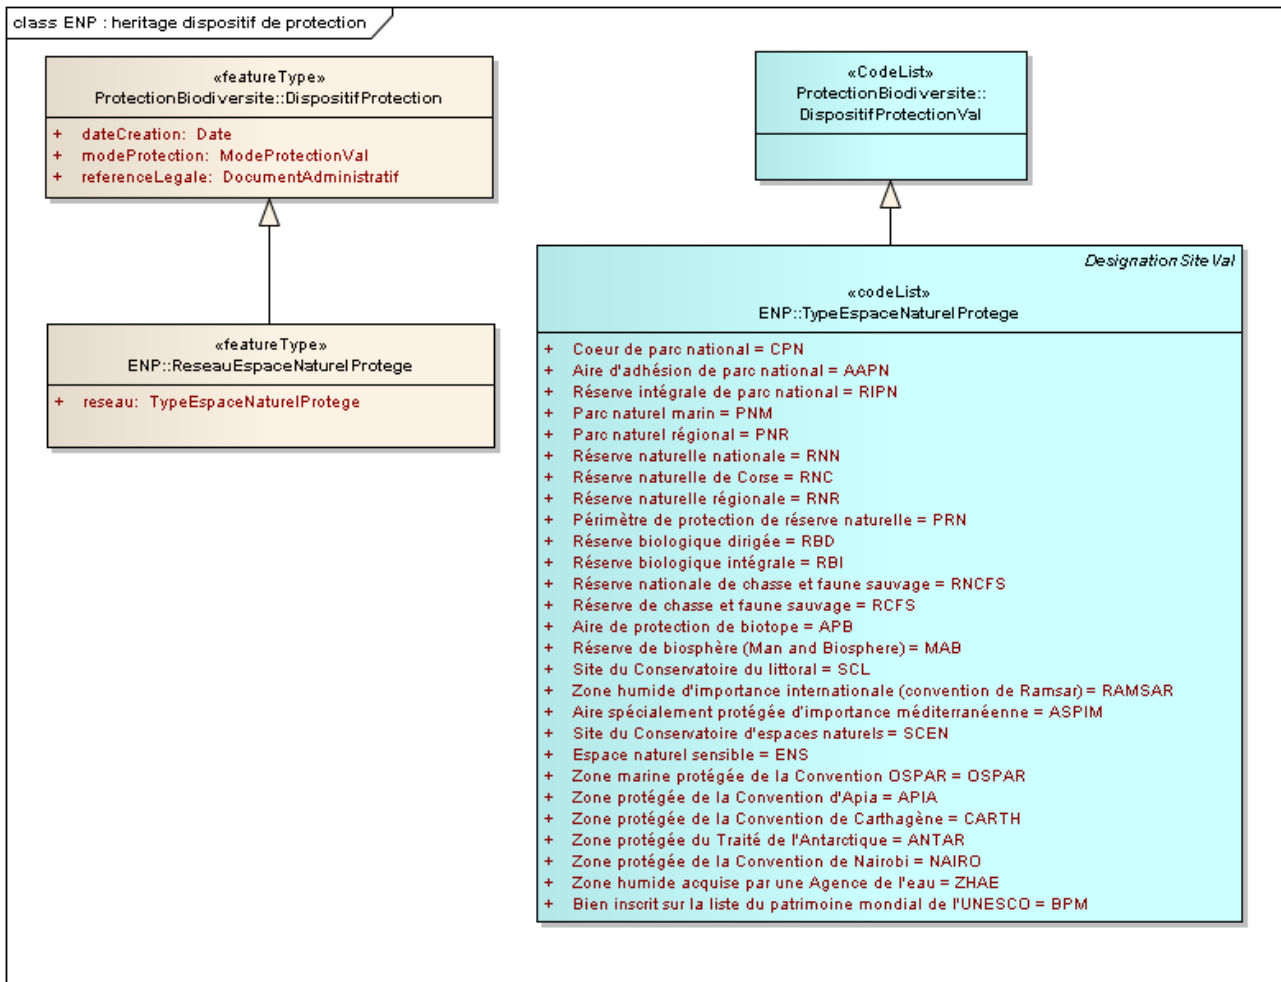 class ENP : heritage dispositif de protection
«featureType»
ProtectionBiodiversite::DispositifProtection
+ dateCreation: Date
+ modeProtection: ModeProtectionVal
+ referenceLegale: DocumentAdministratif
«featureType»
ENP::ReseauEspaceNaturelProtege
+ reseau: TypeEspaceNaturelProtege
«CodeList»
ProtectionBiodiversite::
DispositifProtectionVal
DesignationSiteVal
«codeList»
ENP::TypeEspaceNaturelProtege
+ Coeur de parc national = CPN
+ Aire d'adhésion de parc national = AAPN
+ Réserve intégrale de parc national = RIPN
+ Parc naturel marin = PNM
+ Parc naturel régional = PNR
+ Réserve naturelle nationale = RNN
+ Réserve naturelle de Corse = RNC
+ Réserve naturelle régionale = RNR
+ Périmètre de protection de réserve naturelle = PRN
+ Réserve biologique dirigée = RBD
+ Réserve biologique intégrale = RBI
+ Réserve nationale de chasse et faune sauvage = RNCFS
+ Réserve de chasse et faune sauvage = RCFS
+ Aire de protection de biotope = APB
+ Réserve de biosphère (Man and Biosphere) = MAB
+ Site du Conservatoire du littoral = SCL
+ Zone humide d'importance internationale (convention de Ramsar) = RAMSAR
+ Aire spécialement protégée d'importance méditerranéenne = ASPIM
+ Site du Conservatoire d'espaces naturels = SCEN
+ Espace naturel sensible = ENS
+ Zone marine protégée de la Convention OSPAR = OSPAR
+ Zone protégée de la Convention d'Apia = APIA
+ Zone protégée de la Convention de Carthagène = CARTH
+ Zone protégée du Traité de l'Antarctique = ANTAR
+ Zone protégée de la Convention de Nairobi = NAIRO
+ Zone humide acquise par une Agence de l'eau = ZHAE
+ Bien inscrit sur la liste du patrimoine mondial de l'UNESCO = BPM